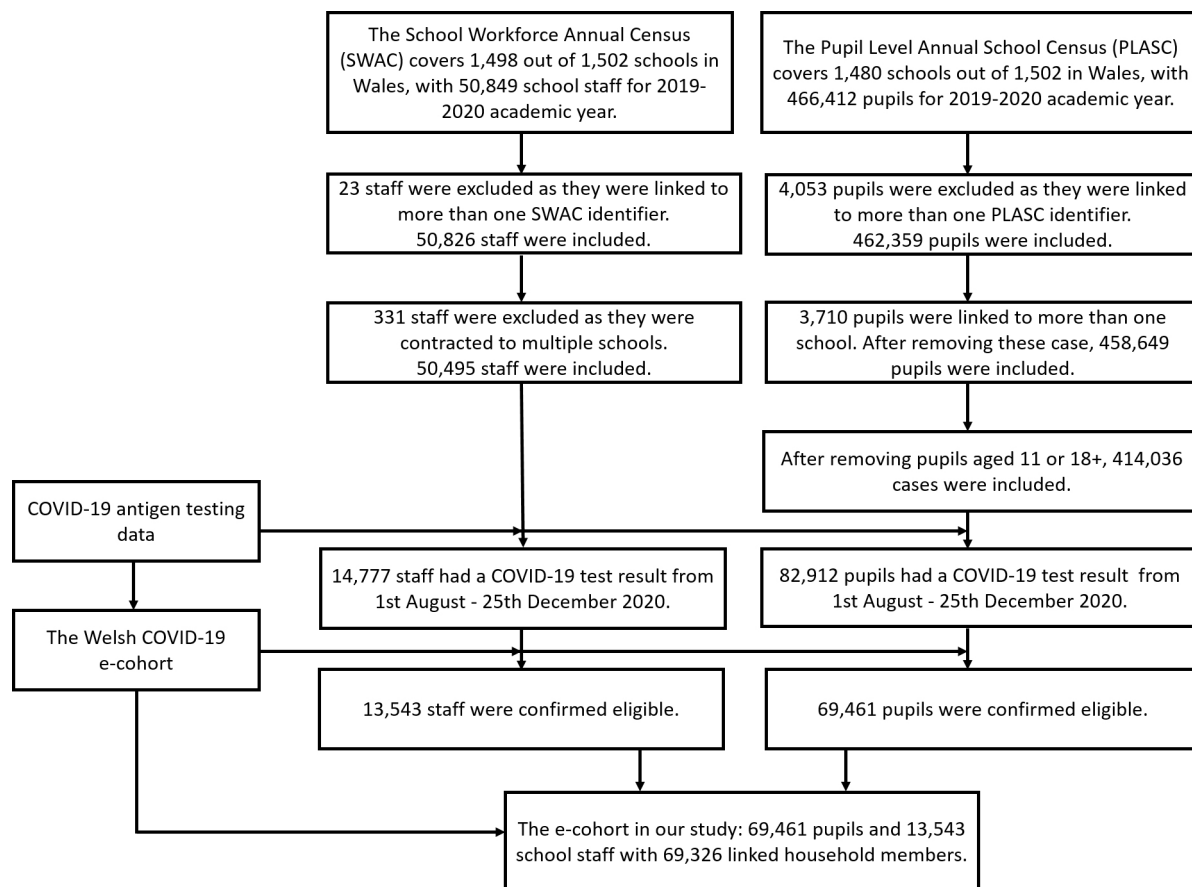 The School Workforce Annual Census
(SWAC) covers 1,498 out of 1,502 schools in
Wales, with 50,849 school staff for 2019-
2020 academic year.
The Pupil Level Annual School Census (PLASC)
covers 1,480 schools out of 1,502 in Wales, with
466,412 pupils for 2019-2020 academic year.
23 staff were excluded as they were linked to
more than one SWAC identifier.
50,826 staff were included.
4,053 pupils were excluded as they were linked
to more than one PLASC identifier.
462,359 pupils were included.
331 staff were excluded as they were
contracted to multiple schools.
50,495 staff were included.
3,710 pupils were linked to more than one
school. After removing these case, 458,649
pupils were included.
After removing pupils aged 11 or 18+, 414,036
cases were included.
COVID-19 antigen testing
data
14,777 staff had a COVID-19 test result from
1st August - 25th December 2020.
82,912 pupils had a COVID-19 test result from
1st August - 25th December 2020.
The Welsh COVID-19
e-cohort
13,543 staff were confirmed eligible.
69,461 pupils were confirmed eligible.
The e-cohort in our study: 69,461 pupils and 13,543
school staff with 69,326 linked household members.